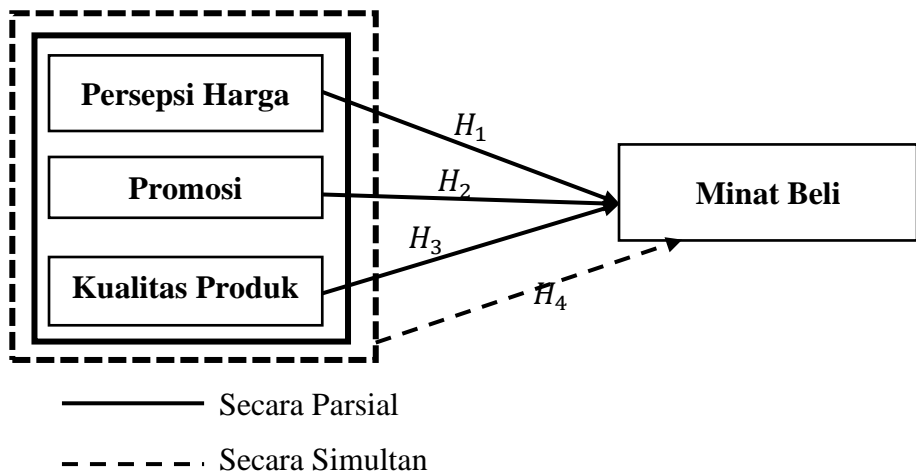 Persepsi Harga
H₁
Promosi
H₂
Minat Beli
H₃
Kualitas Produk
H₄
Secara Parsial
Secara Simultan